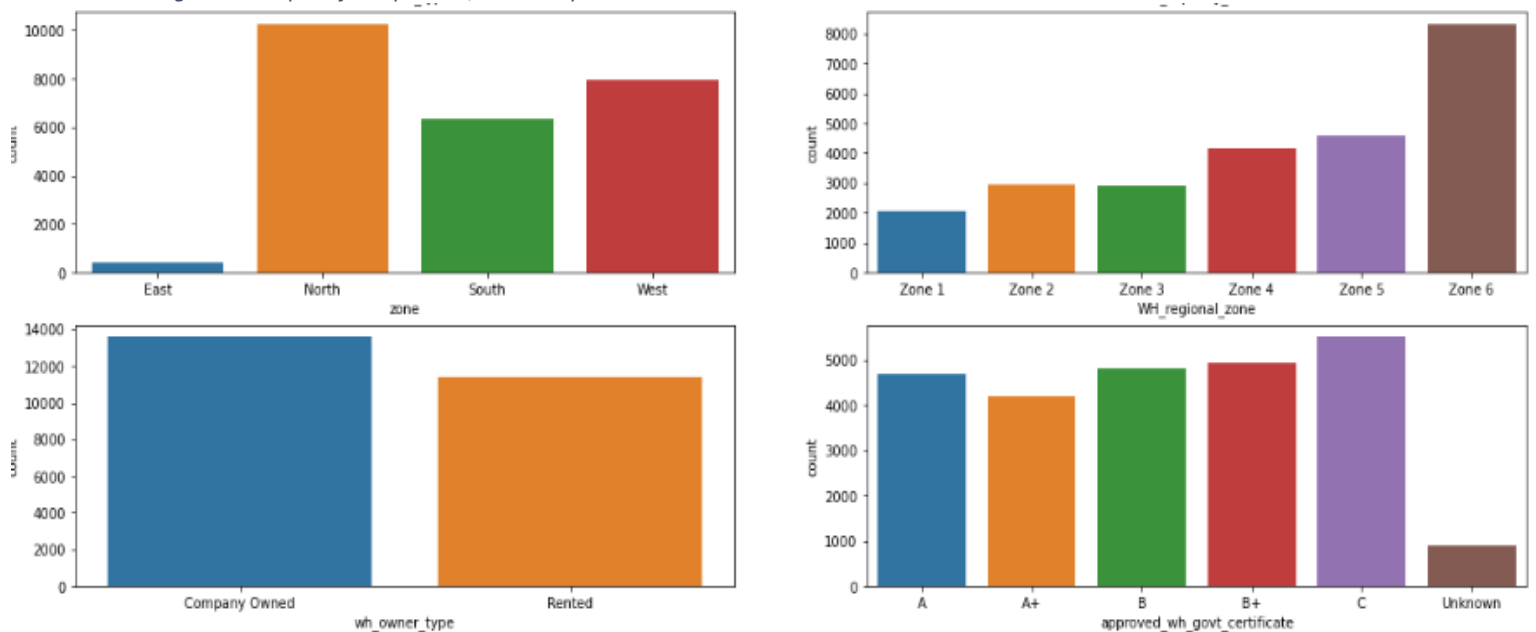 10000
8000
6000
4000
2000
0
count
East North South West
zone
8000
7000
6000
5000
4000
3000
2000
1000
0
count
Zone 1 Zone 2 Zone 3 Zone 4 Zone 5 Zone 6
WH_regional_zone
14000
12000
10000
8000
6000
4000
2000
0
count
Company Owned Rented
wh_owner_type
5000
4000
3000
2000
1000
0
count
A A+ B B+ C Unknown
approved_wh_govt_certificate